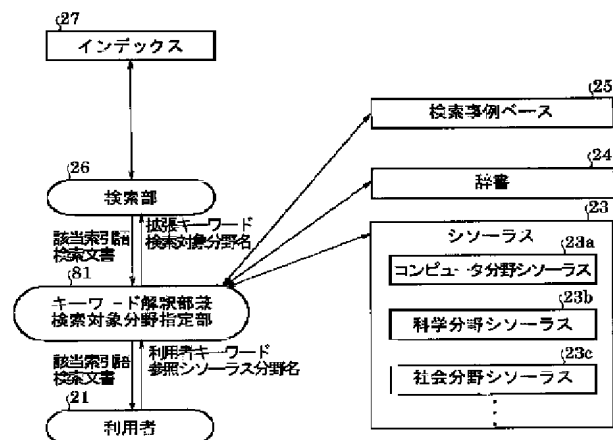 27
インデックス
25
検索事例ベース
24
辞書
26
検索部
23
シソーラス
該当索引語
検索文書
拡張キーワード
検索対象分野名
23a
コンピュータ分野シソーラス
81
キーワード解釈部兼
検索対象分野指定部
23b
科学分野シソーラス
該当索引語
検索文書
利用者キーワード
参照シソーラス分野名
23c
社会分野シソーラス
21
利用者